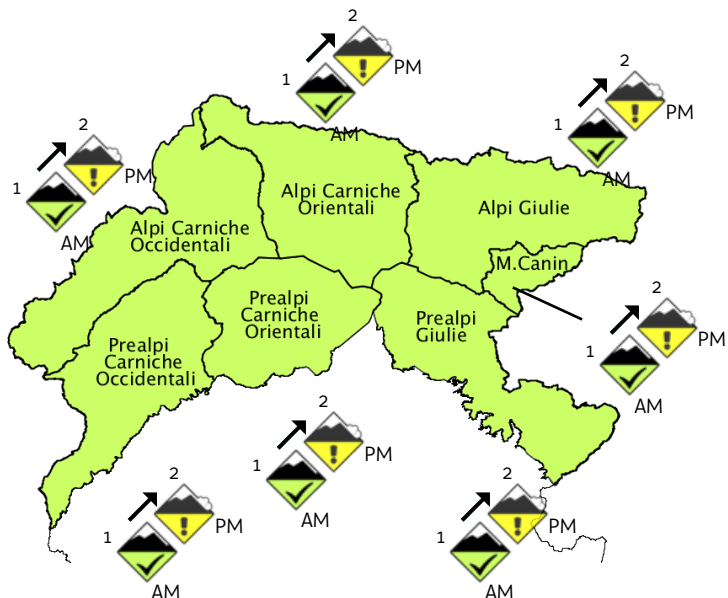 2
1
PM
AM
2
1
PM
AM
2
1
PM
AM
Alpi Carniche
Orientali
Alpi Giulie
Alpi Carniche
Occidentali
M.Canin
Prealpi
Carniche
Orientali
Prealpi
Giulie
2
1
PM
AM
Prealpi
Carniche
Occidentali
2
1
PM
AM
2
1
PM
AM
2
1
PM
AM